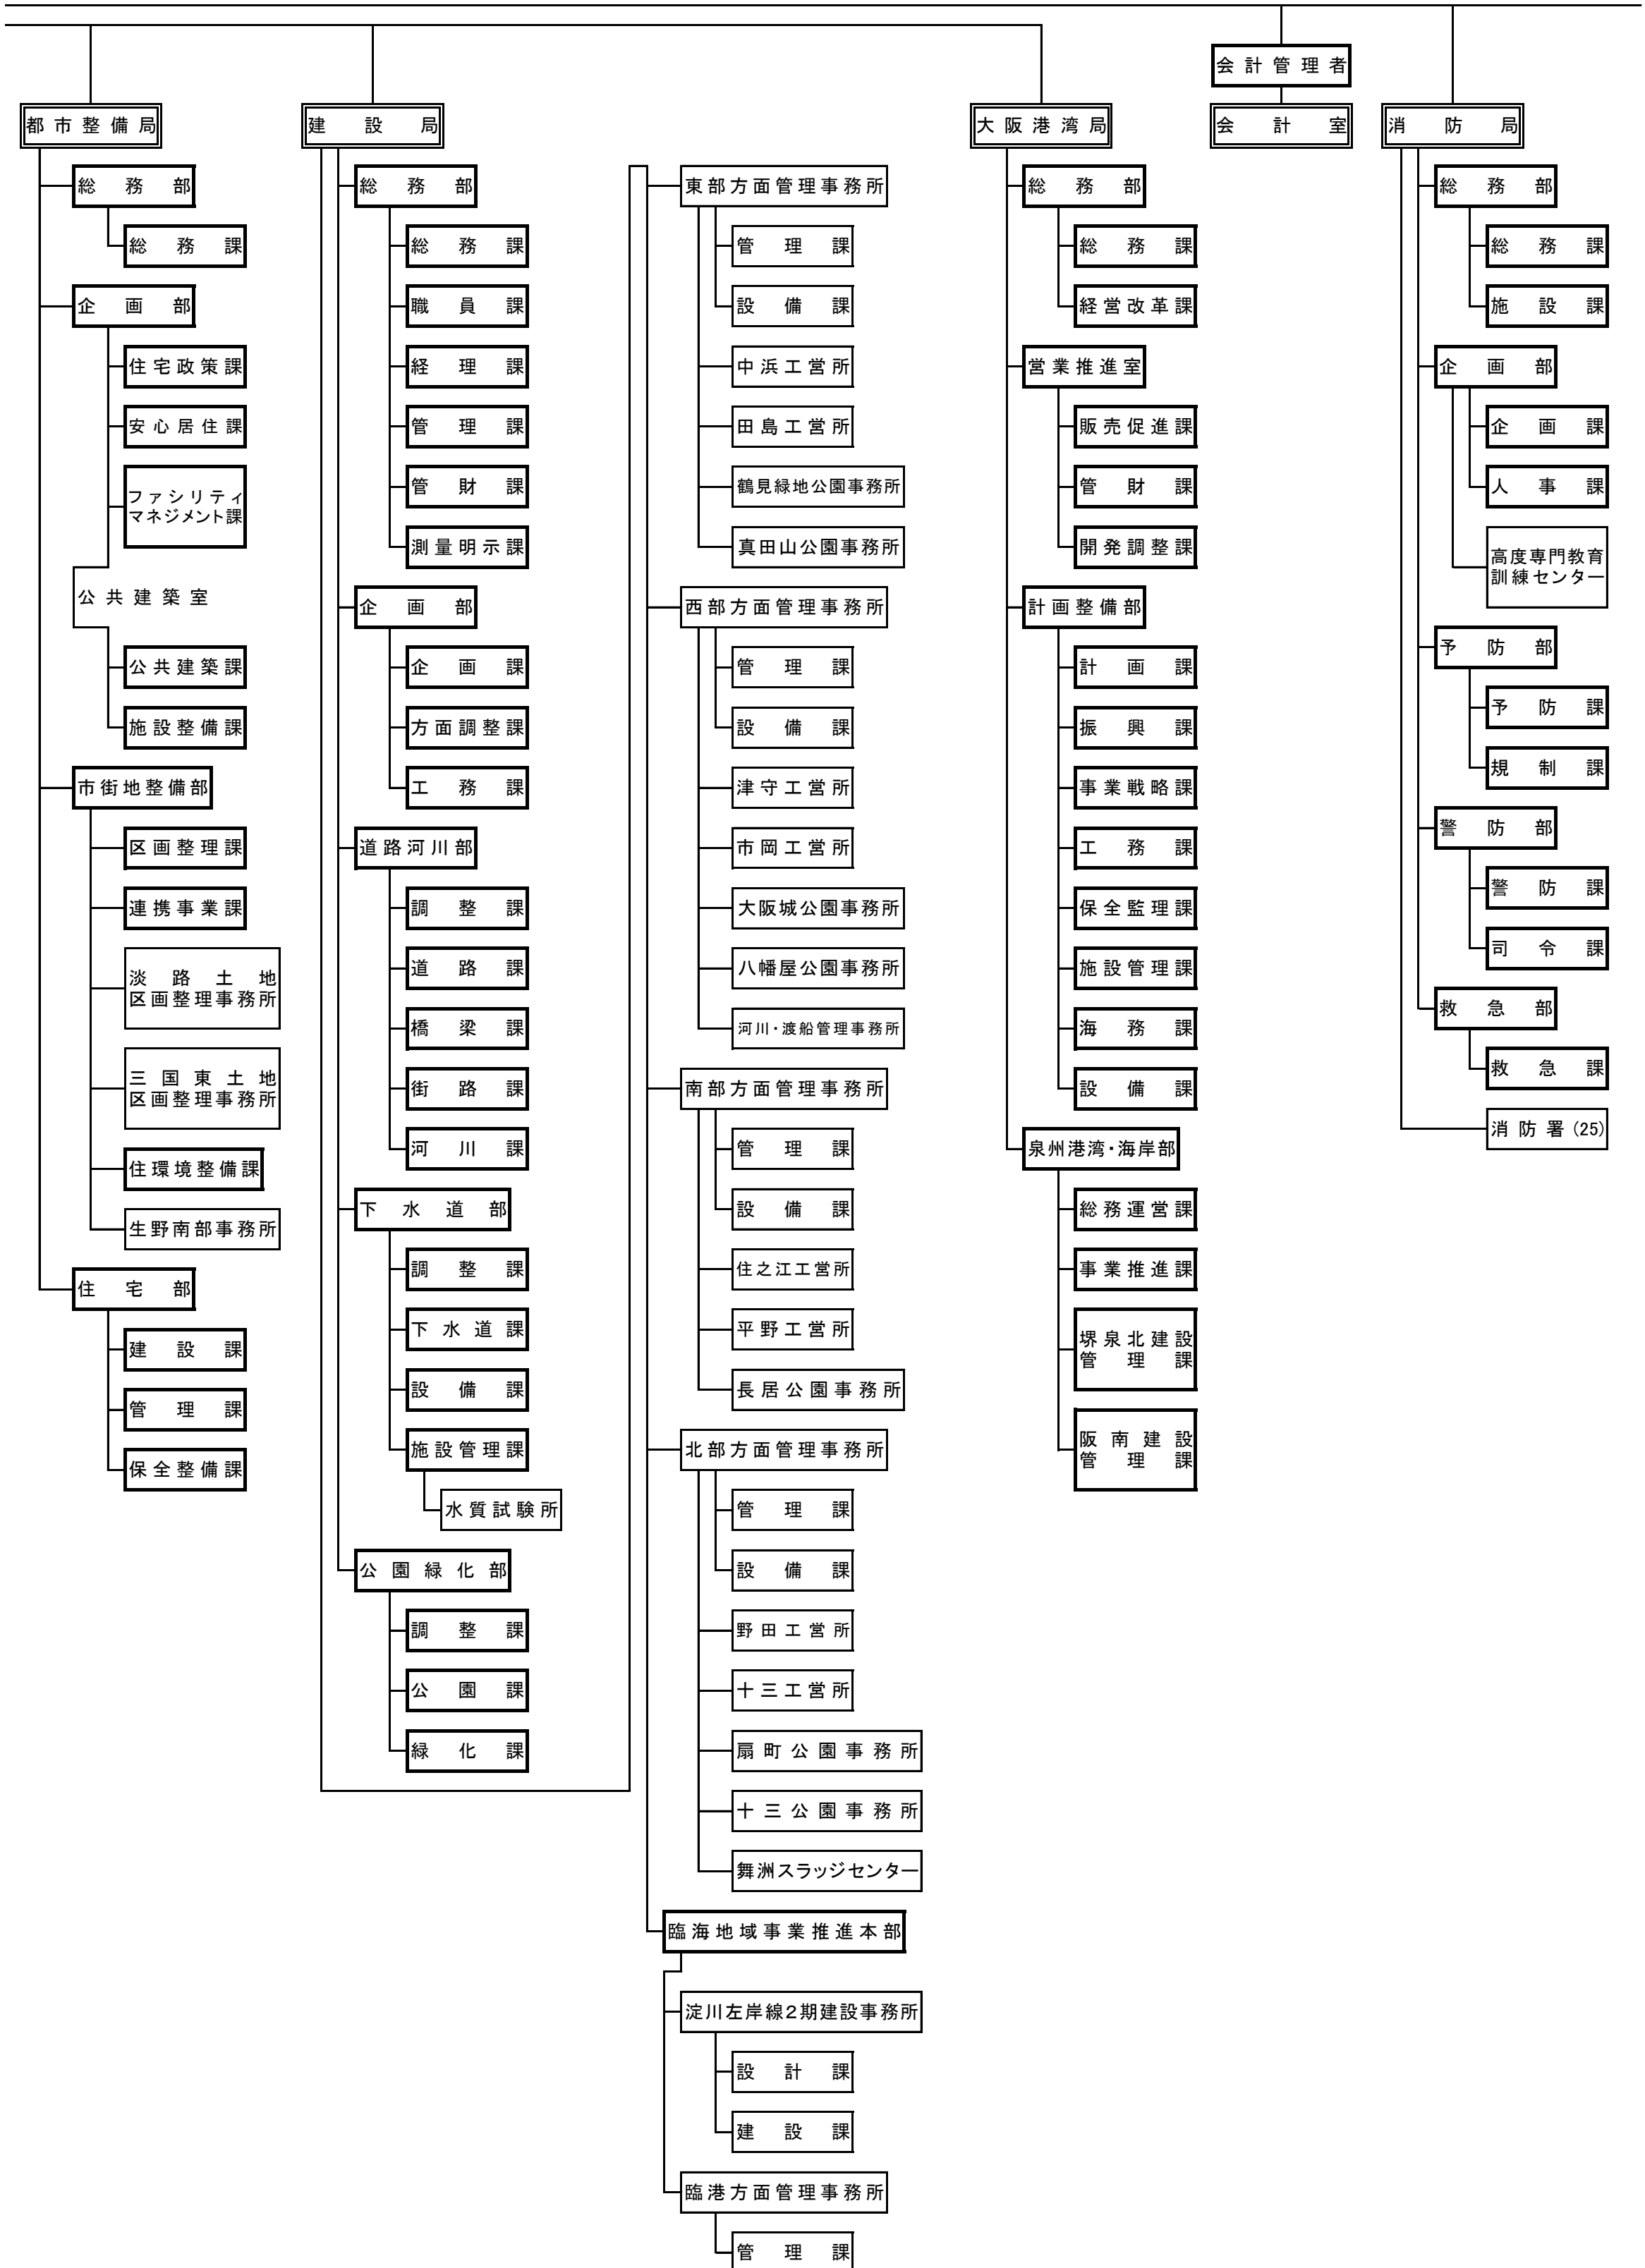 都市整備局
総務部
総務課
企画部
住宅政策課
安心居住課
ファシリティ
マネジメント課
公共建築室
公共建築課
施設整備課
市街地整備部
区画整理課
連携事業課
淡路土地
区画整理事務所
三国東土地
区画整理事務所
住環境整備課
生野南部事務所
住宅部
建設課
管理課
保全整備課
建設局
総務部
総務課
職員課
経理課
管理課
管財課
測量明示課
企画部
企画課
方面調整課
工務課
道路河川部
調整課
道路課
橋梁課
街路課
河川課
下水道部
調整課
下水道課
設備課
施設管理課
水質試験所
公園緑化部
調整課
公園課
緑化課
東部方面管理事務所
管理課
設備課
中浜工営所
田島工営所
鶴見緑地公園事務所
真田山公園事務所
西部方面管理事務所
管理課
設備課
津守工営所
市岡工営所
大阪城公園事務所
八幡屋公園事務所
河川・渡船管理事務所
南部方面管理事務所
管理課
設備課
住之江工営所
平野工営所
長居公園事務所
北部方面管理事務所
管理課
設備課
野田工営所
十三工営所
扇町公園事務所
十三公園事務所
舞洲スラッジセンター
臨海地域事業推進本部
淀川左岸線2期建設事務所
設計課
建設課
臨港方面管理事務所
管理課
大阪港湾局
総務部
総務課
経営改革課
営業推進室
販売促進課
管財課
開発調整課
計画整備部
計画課
振興課
事業戦略課
工務課
保全監理課
施設管理課
海務課
設備課
泉州港湾・海岸部
総務運営課
事業推進課
堺泉北建設
管理課
阪南建設
管理課
会計管理者
会計室
消防局
総務部
総務課
施設課
企画部
企画課
人事課
高度専門教育
訓練センター
予防部
予防課
規制課
警防部
警防課
司令課
救急部
救急課
消防署(25)